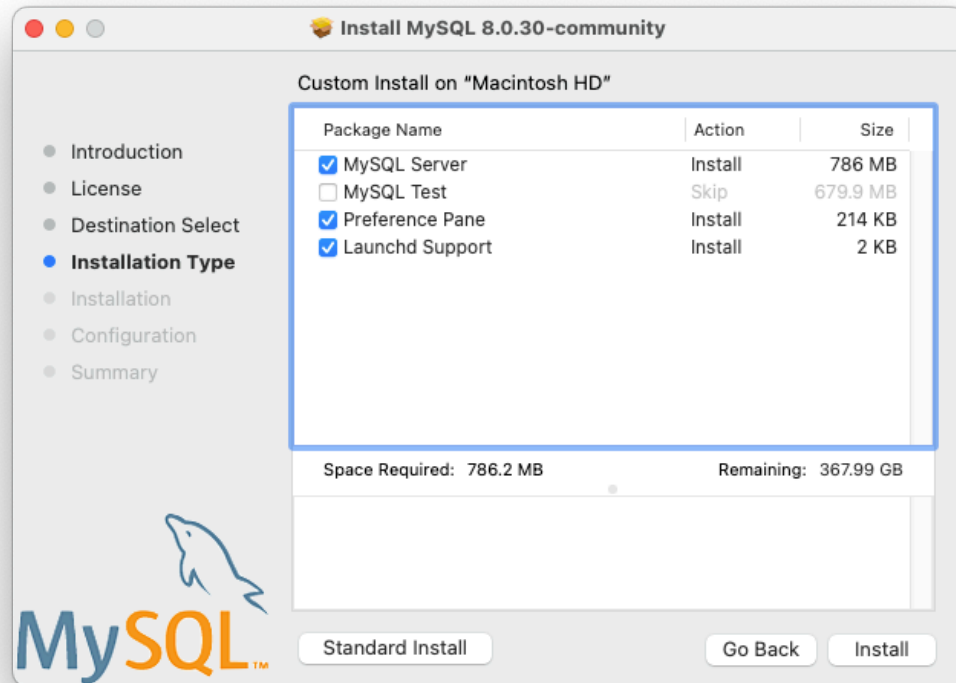 Install MySQL 8.0.30-community
Custom Install on “Macintosh HD”
Introduction
License
Destination Select
Installation Type
Installation
Configuration
Summary
Package Name Action Size
MySQL Server Install 786 MB
MySQL Test Skip 679.9 MB
Preference Pane Install 214 KB
Launchd Support Install 2 KB
Space Required: 786.2 MB Remaining: 367.99 GB
MySQL™
Standard Install Go Back Install